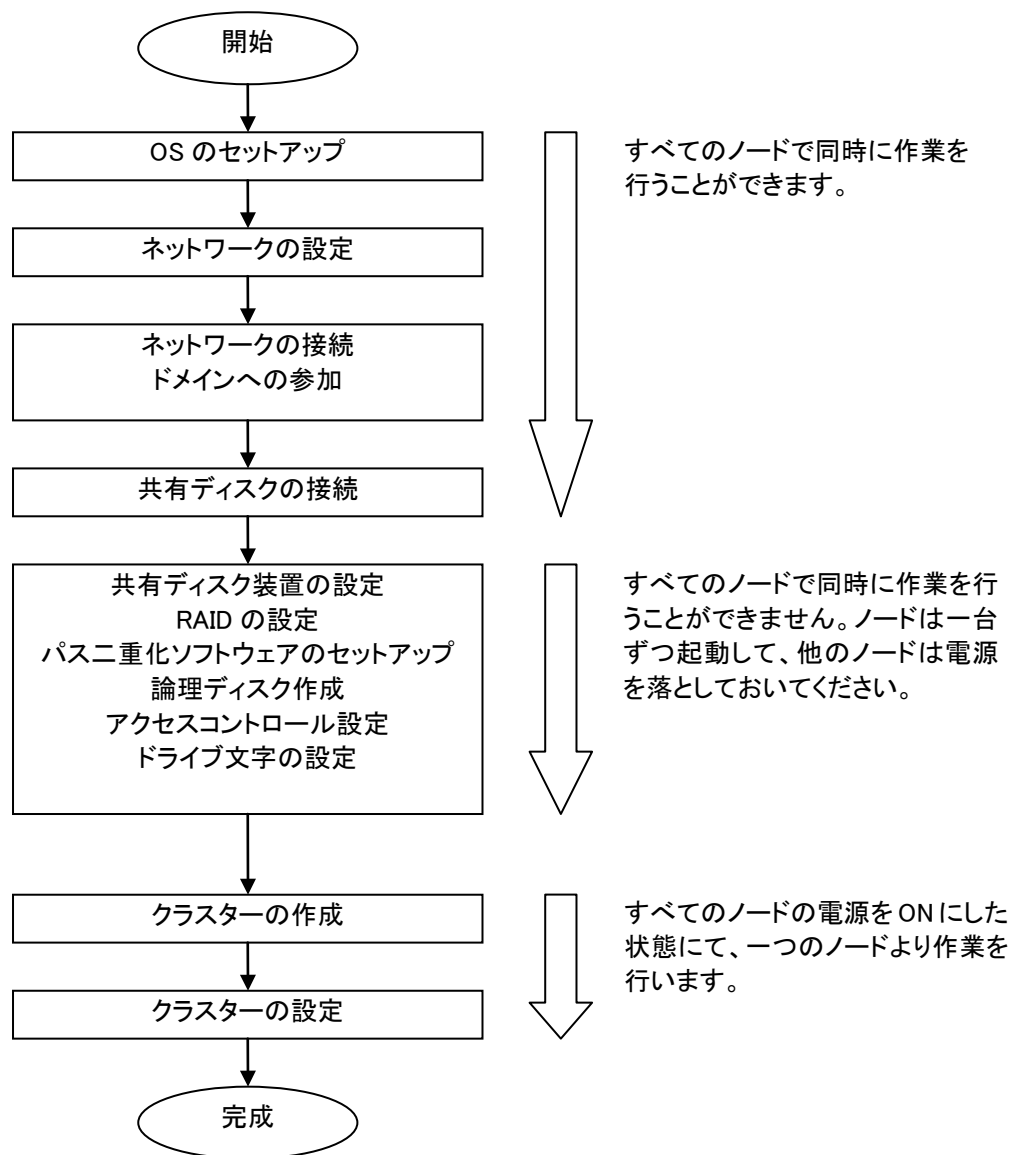 開始
OS のセットアップ
すべてのノードで同時に作業を
行うことができます。
ネットワークの設定
ネットワークの接続
ドメインへの参加
共有ディスクの接続
共有ディスク装置の設定
RAID の設定
パス二重化ソフトウェアのセットアップ
論理ディスク作成
アクセスコントロール設定
ドライブ文字の設定
すべてのノードで同時に作業を行
うことができません。ノードは一台
ずつ起動して、他のノードは電源
を落としておいてください。
クラスターの作成
クラスターの設定
すべてのノードの電源を ON にした
状態にて、一つのノードより作業を
行います。
完成